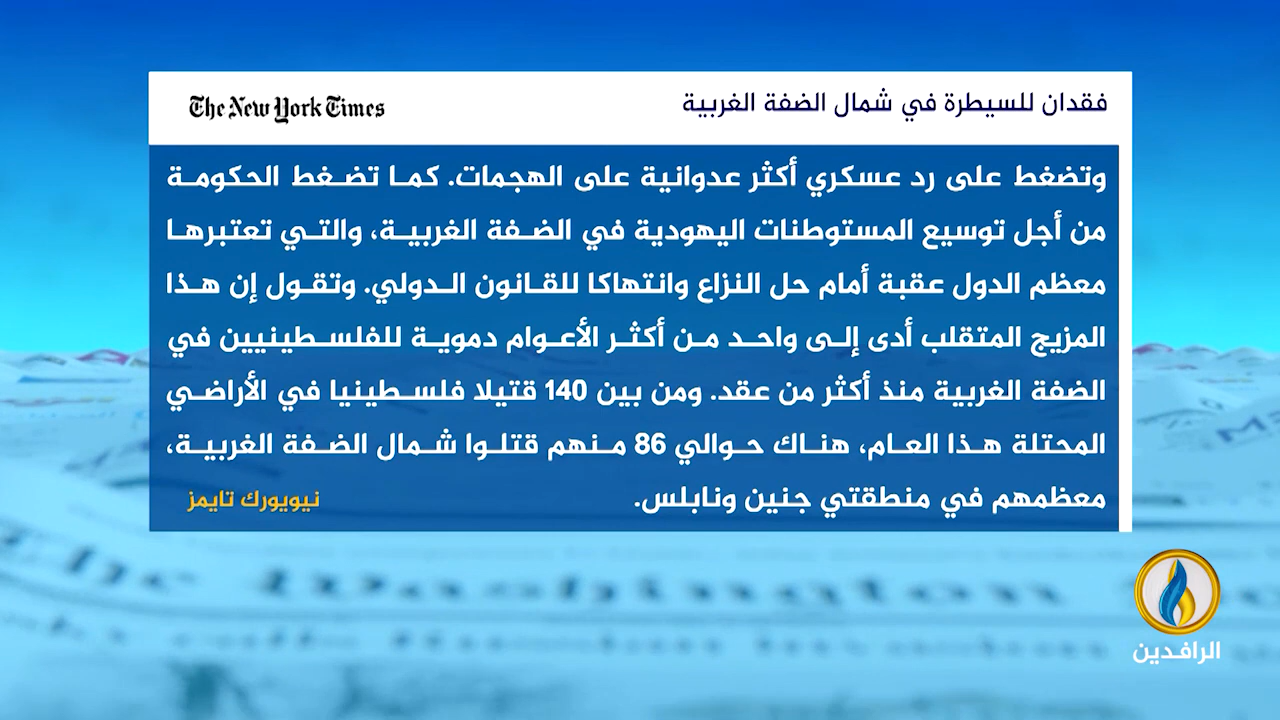 فقدان للسيطرة في شمال الضفة الغربية
The New York Times
وتضغط على رد عسكري أكثر عدوانية على الهجمات. كما تضغط الحكومة
من أجل توسيع المستوطنات اليهودية في الضفة الغربية، والتي تعتبرها
معظم الدول عقبة أمام حل النزاع وانتهاكا للقانون الدولي. وتقول إن هذا
المزيج المتقلب أدى إلى واحد من أكثر الأعوام دموية للفلسطينيين في
الضفة الغربية منذ أكثر من عقد. ومن بين 140 قتيلا فلسطينيا في الأراضي
المحتلة هذا العام، هناك حوالي 86 منهم قتلوا شمال الضفة الغربية،
معظمهم في منطقتي جنين ونابلس.
نيويورك تايمز
الرافدين